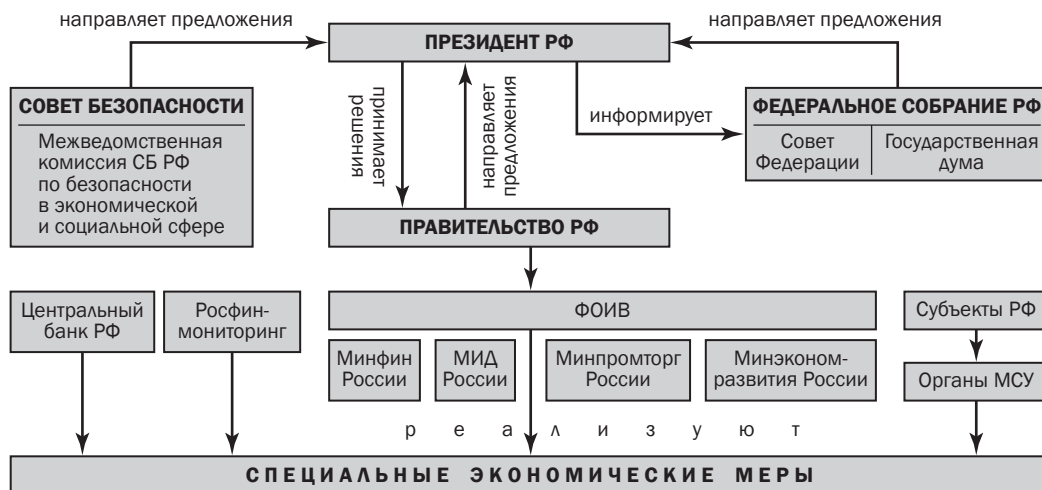 направляет предложения
направляет предложения
ПРЕЗИДЕНТ РФ
СОВЕТ БЕЗОПАСНОСТИ
Межведомственная
комиссия СБ РФ
по безопасности
в экономической
и социальной сфере
принимает
решения
направляет
предложения
информирует
ФЕДЕРАЛЬНОЕ СОБРАНИЕ РФ
Совет
Федерации
Государственная
дума
ПРАВИТЕЛЬСТВО РФ
Центральный
банк РФ
Росфин-
мониторинг
ФОИВ
Субъекты РФ
Минфин
России
МИД
России
Минпромторг
России
Минэконом-
развития России
Органы МСУ
р е а л и з у ю т
СПЕЦИАЛЬНЫЕ ЭКОНОМИЧЕСКИЕ МЕРЫ